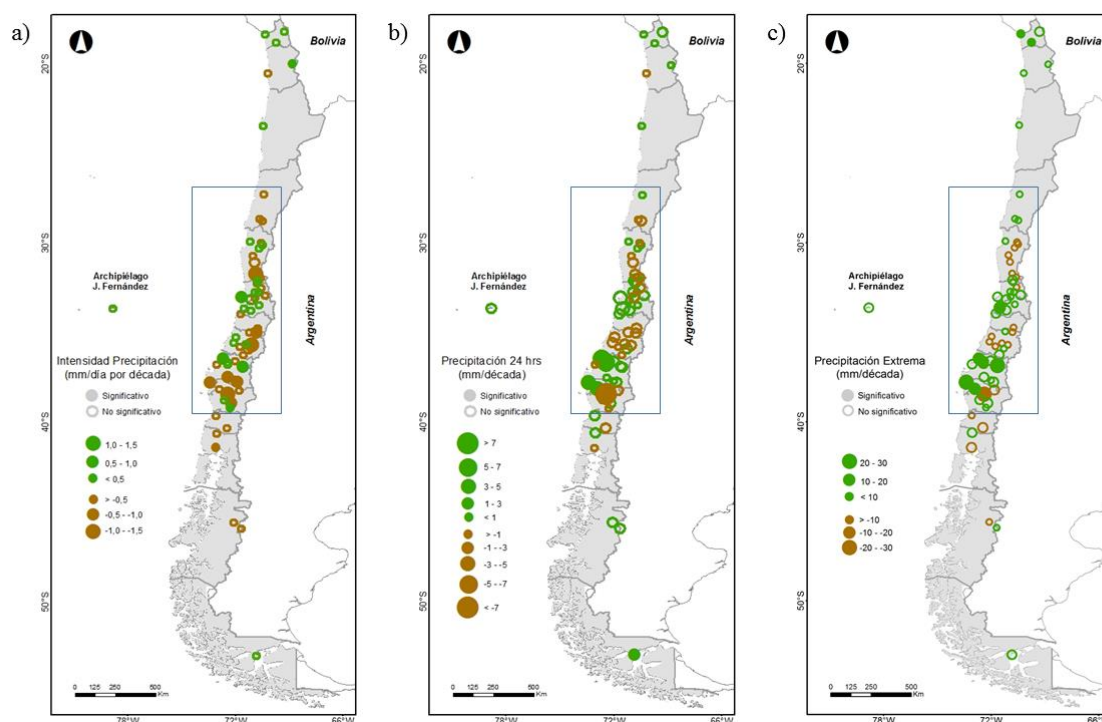 a)
Bolivia
20°S
30°S
Archipiélago
J. Fernández
Argentina
Intensidad Precipitación
(mm/día por década)
Significativo
No significativo
40°S
1,0 - 1,5
0,5 - 1,0
< 0,5
> -0,5
-0,5 - -1,0
-1,0 - -1,5
50°S
0 125 250 500
Km
78°W
72°W
66°W
b)
Bolivia
20°S
30°S
Archipiélago
J. Fernández
Argentina
Precipitación 24 hrs
(mm/década)
Significativo
No significativo
40°S
> 7
5 - 7
3 - 5
1 - 3
< 1
> -1
-1 - -3
-3 - -5
-5 - -7
< -7
50°S
0 125 250 500
Km
78°W
72°W
66°W
c)
Bolivia
20°S
30°S
Archipiélago
J. Fernández
Argentina
Precipitación Extrema
(mm/década)
Significativo
No significativo
40°S
20 - 30
10 - 20
< 10
> -10
-10 - -20
-20 - -30
50°S
0 125 250 500
Km
78°W
72°W
66°W